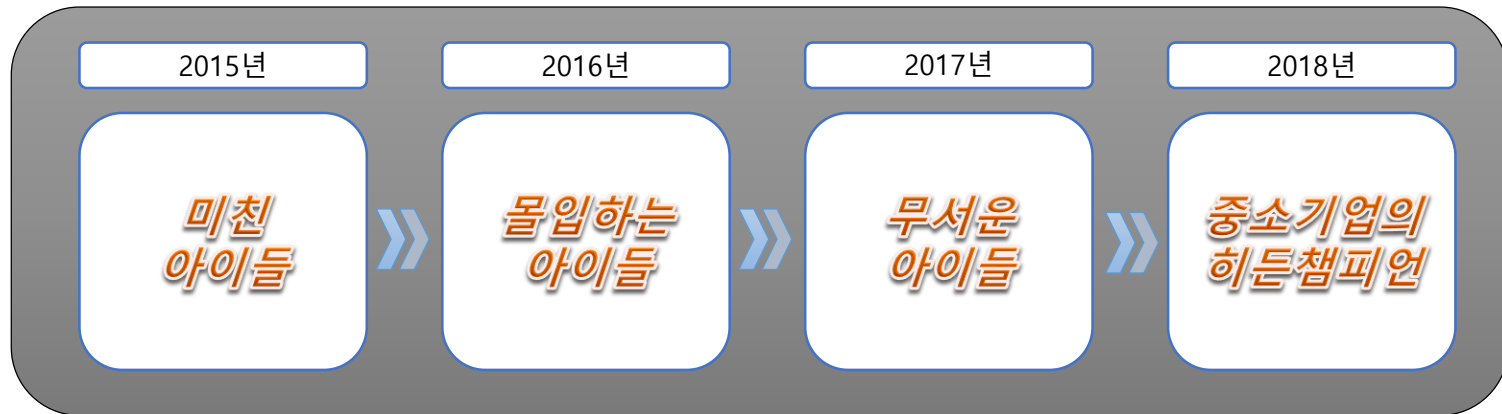 2015년
2016년
2017년
2018년
미친
아이들
몰입하는
아이들
무서운
아이들
중소기업의
히든챔피언